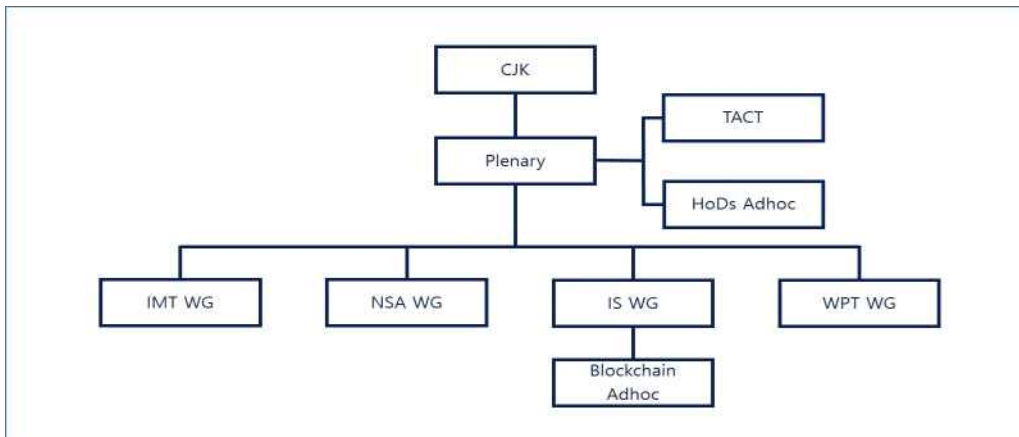 CJK
TACT
Plenary
HoDs Adhoc
IMT WG
NSA WG
IS WG
WPT WG
Blockchain
Adhoc